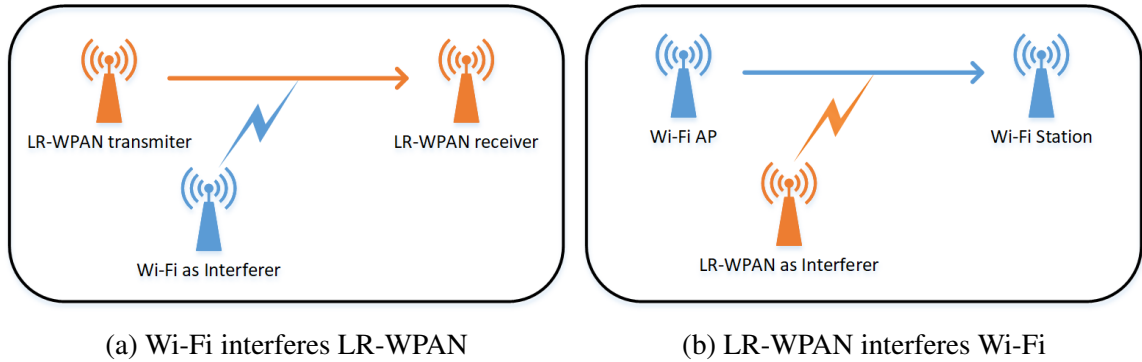 LR-WPAN transmiter
LR-WPAN receiver
Wi-Fi as Interferer
(a) Wi-Fi interferes LR-WPAN
Wi-Fi AP
Wi-Fi Station
LR-WPAN as Interferer
(b) LR-WPAN interferes Wi-Fi